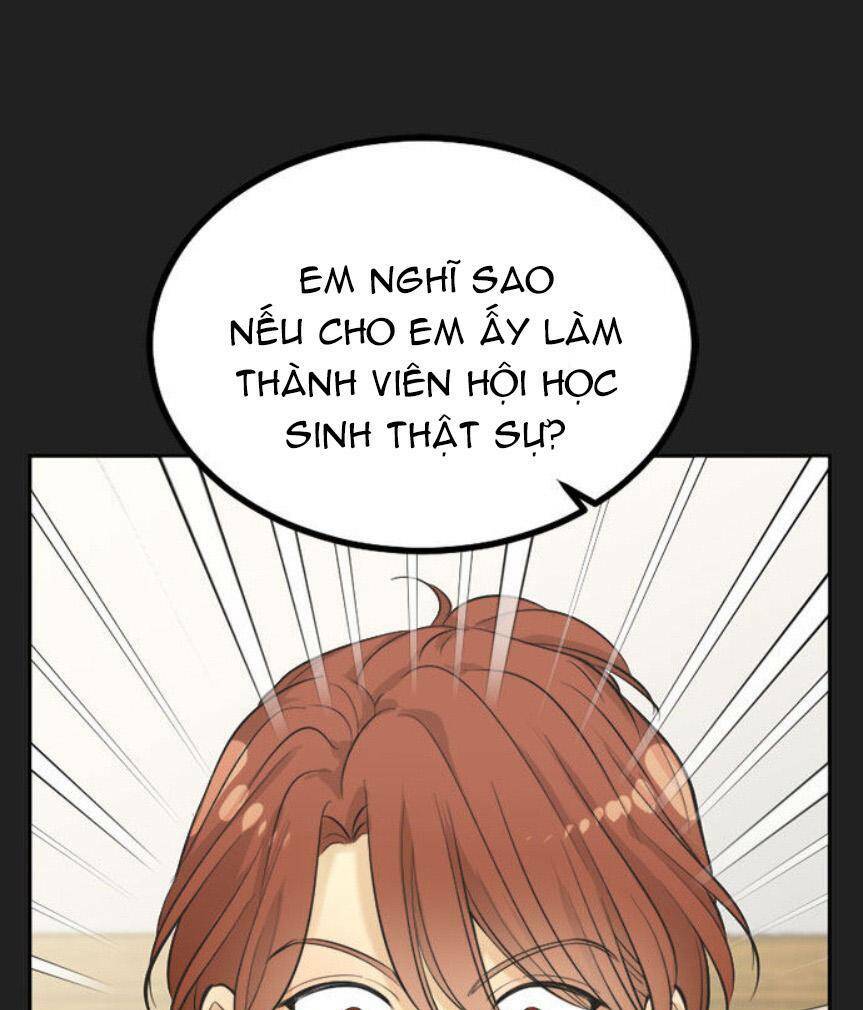 EM NGHĨ SAO
NẾU CHO EM ẤY LÀM
THÀNH VIÊN HỘI HỌC
SINH THẬT SỰ?